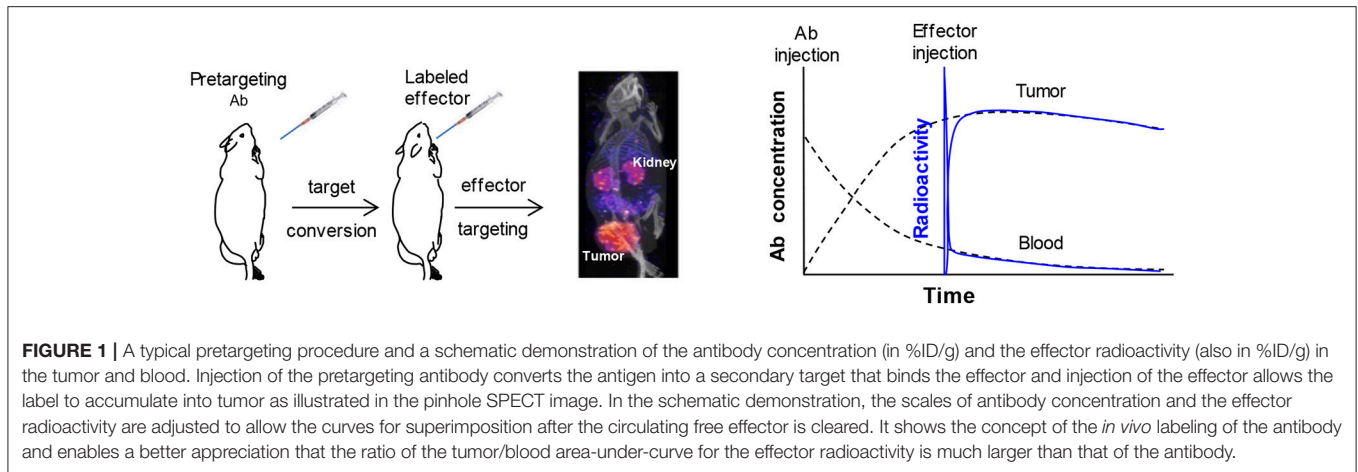 Pretargeting
Ab
Labeled
effector
target
conversion
effector
targeting
Kidney
Tumor
Ab
injection
Effector
injection
Tumor
Blood
Ab concentration
Radioactivity
Time
FIGURE 1 | A typical pretargeting procedure and a schematic demonstration of the antibody concentration (in %ID/g) and the effector radioactivity (also in %ID/g) in
the tumor and blood. Injection of the pretargeting antibody converts the antigen into a secondary target that binds the effector and injection of the effector allows the
label to accumulate into tumor as illustrated in the pinhole SPECT image. In the schematic demonstration, the scales of antibody concentration and the effector
radioactivity are adjusted to allow the curves for superimposition after the circulating free effector is cleared. It shows the concept of the in vivo labeling of the antibody
and enables a better appreciation that the ratio of the tumor/blood area-under-curve for the effector radioactivity is much larger than that of the antibody.